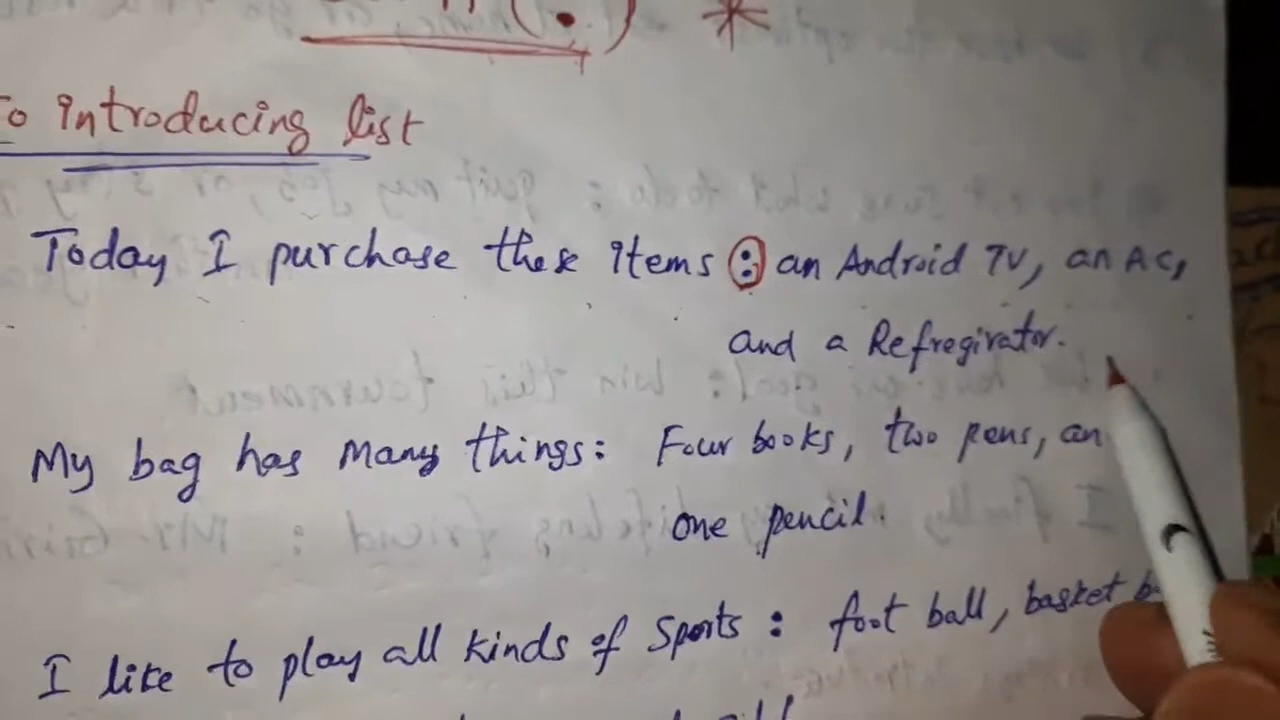 (.) *
To introducing list
Today I purchase these items : an Android TV, an AC,
and a Refregirator.
My bag has many things: Four books, two pens, an
one pencil.
I like to play all kinds of Sports : foot ball, basket b